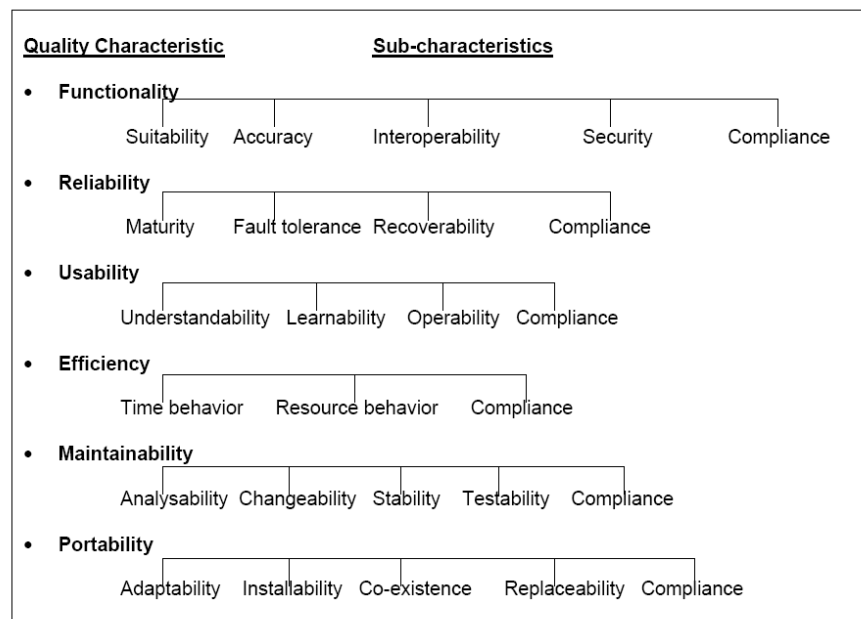 Quality Characteristic Sub-characteristics
• Functionality
Suitability Accuracy Interoperability Security Compliance
• Reliability
Maturity Fault tolerance Recoverability Compliance
• Usability
Understandability Learnability Operability Compliance
• Efficiency
Time behavior Resource behavior Compliance
• Maintainability
Analysability Changeability Stability Testability Compliance
• Portability
Adaptability Installability Co-existence Replaceability Compliance